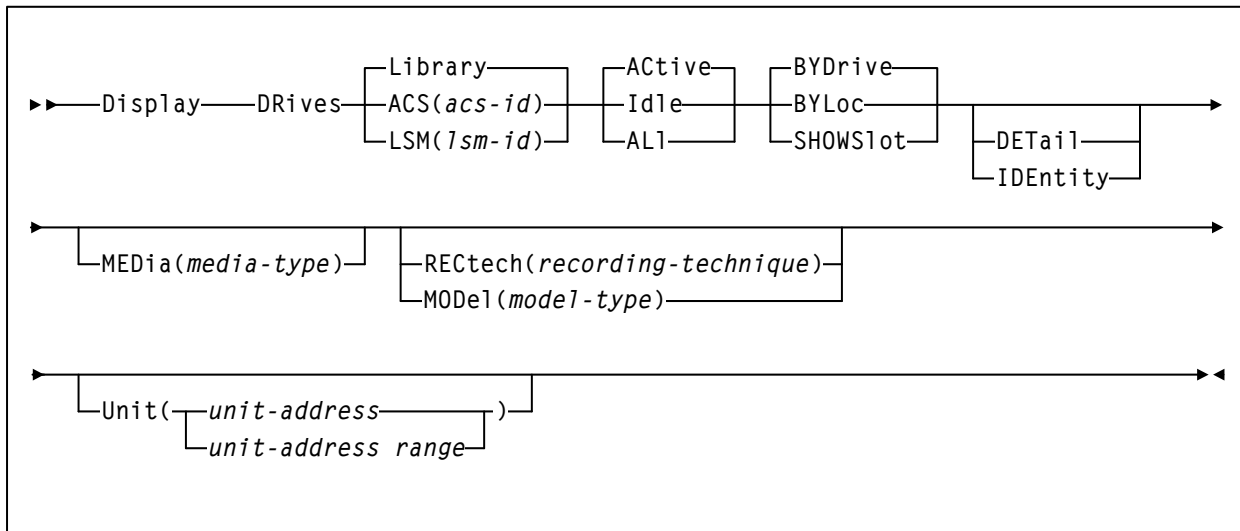 Library ACtive BYDrive
Display DRives ACS(acs-id) Idle BYLoc
LSM(lsm-id) ALl SHOWSlot DETail
IDEntity
MEDia(media-type) RECtech(recording-technique)
MODel(model-type)
Unit( unit-address )
unit-address range